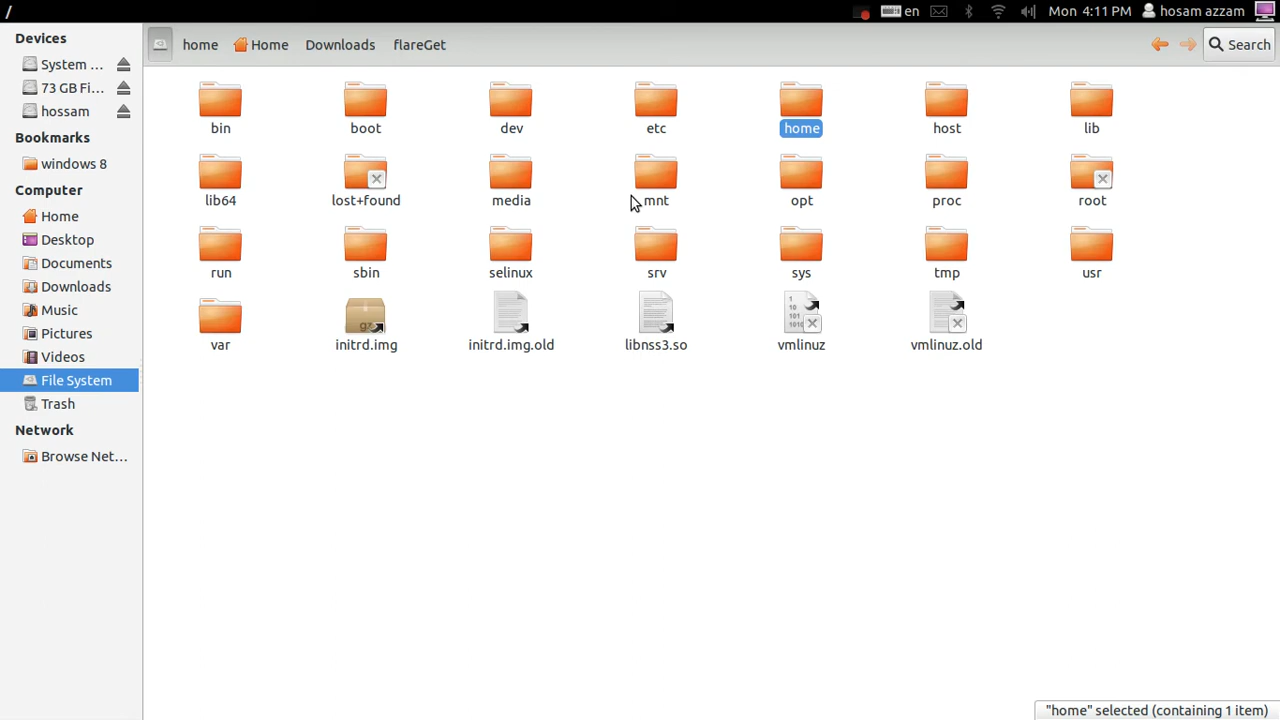 /
en
Mon 4:11 PM
hosam azzam
Devices
System ...
73 GB Fi...
hossam
Bookmarks
windows 8
Computer
Home
Desktop
Documents
Downloads
Music
Pictures
Videos
File System
Trash
Network
Browse Net...
home Home Downloads flareGet
Search
bin boot dev etc home host lib
lib64 lost+found media mnt opt proc root
run sbin selinux srv sys tmp usr
var initrd.img initrd.img.old libnss3.so vmlinuz vmlinuz.old
"home" selected (containing 1 item)